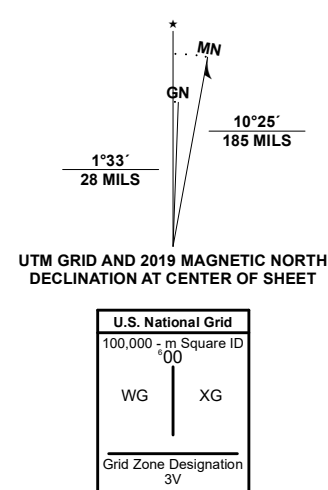 ★
MN
GN
10°25´
185 MILS
1°33´
28 MILS
UTM GRID AND 2019 MAGNETIC NORTH
DECLINATION AT CENTER OF SHEET
U.S. National Grid
100,000 - m Square ID
⁶00
WG XG
Grid Zone Designation
3V